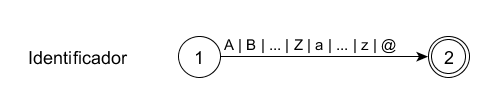 A | B | ... | Z | a | ... | z | @
Identificador
1
2